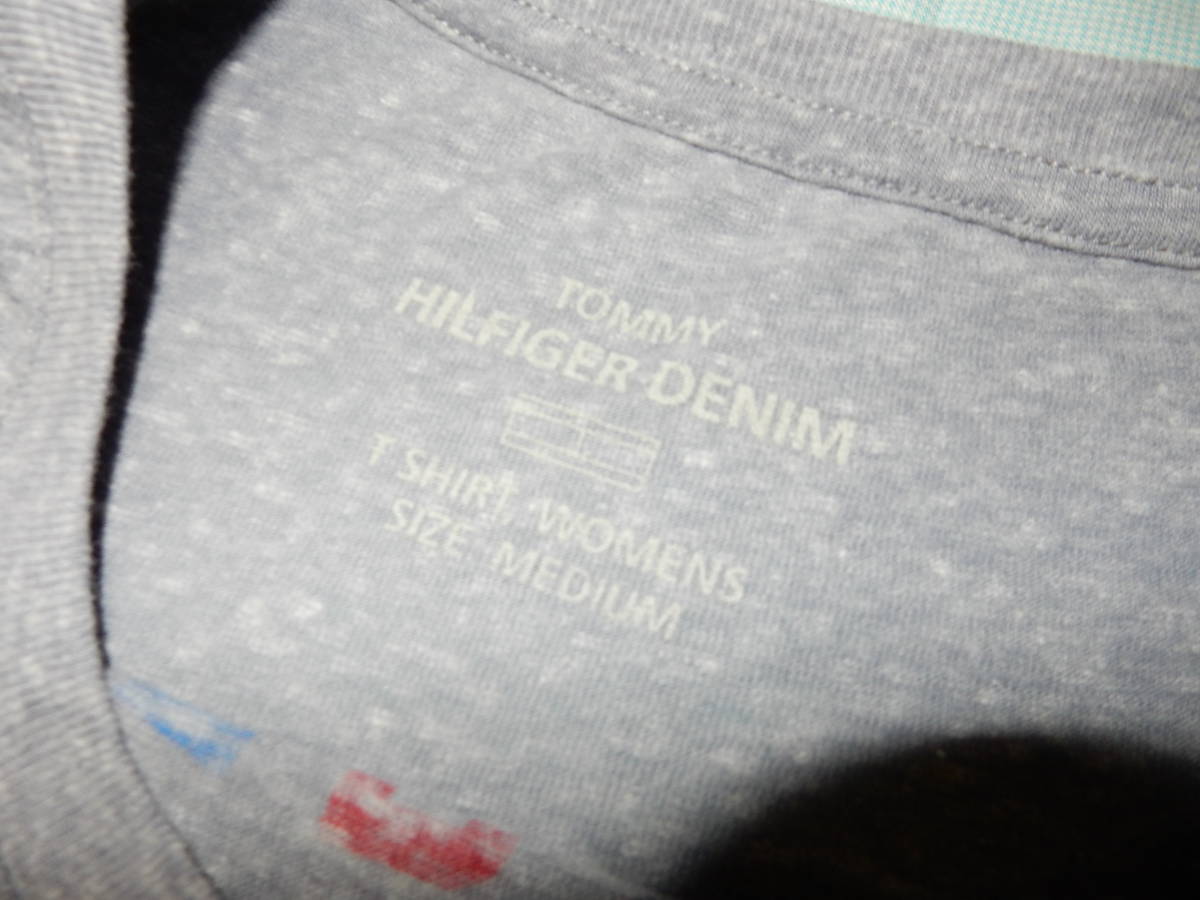 TOMMY
HILFIGER DENIM
T SHIRT WOMENS
SIZE MEDIUM